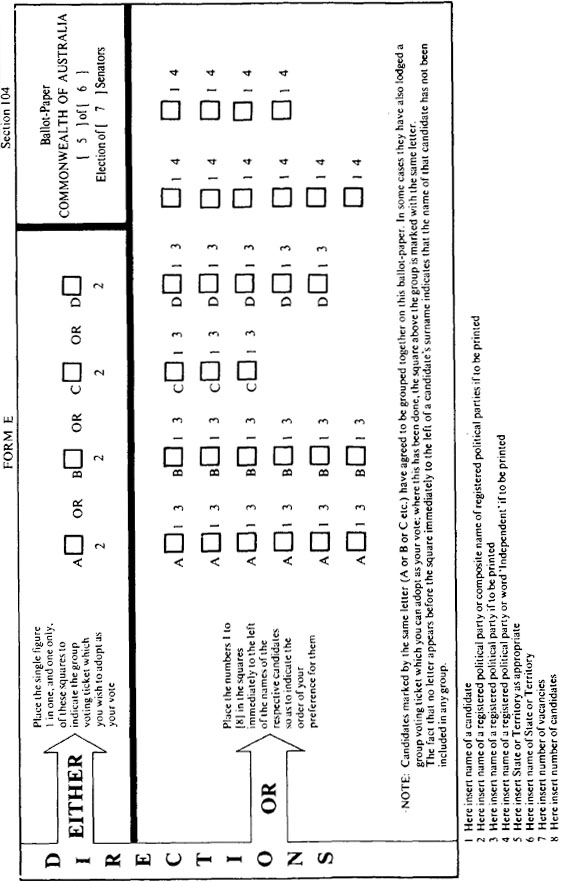 FORM E
Section 104
DIRECTIONS
EITHER
Place the single figure
1 in one, and one only,
of these squares to
indicate the group
voting ticket which
you wish to adopt as
your vote
A □ OR B □ OR C □ OR D □
2 2 2 2
Ballot-Paper
COMMONWEALTH OF AUSTRALIA
[ 5 ] of [ 6 ]
Election of [ 7 ] Senators
OR
Place the numbers 1 to
[8] in the squares
immediately to the left
of the names of the
respective candidates
so as to indicate the
order of your
preference for them
A □ 1 3 B □ 1 3 C □ 1 3 D □ 1 3 □ 1 4 □ 1 4
A □ 1 3 B □ 1 3 C □ 1 3 D □ 1 3 □ 1 4 □ 1 4
A □ 1 3 B □ 1 3 C □ 1 3 D □ 1 3 □ 1 4 □ 1 4
A □ 1 3 B □ 1 3 D □ 1 3 □ 1 4 □ 1 4
A □ 1 3 B □ 1 3 D □ 1 3 □ 1 4
A □ 1 3 B □ 1 3 □ 1 4
NOTE: Candidates marked by the same letter (A or B or C etc.) have agreed to be grouped together on this ballot-paper. In some cases they have also lodged a
group voting ticket which you can adopt as your vote; where this has been done, the square above the group is marked with the same letter.
The fact that no letter appears before the square immediately to the left of a candidate's surname indicates that the name of that candidate has not been
included in any group.
1 Here insert name of a candidate
2 Here insert name of a registered political party or composite name of registered political parties if to be printed
3 Here insert name of a registered political party if to be printed
4 Here insert name of a registered political party or word 'Independent' if to be printed
5 Here insert State or Territory as appropriate
6 Here insert name of State or Territory
7 Here insert number of vacancies
8 Here insert number of candidates